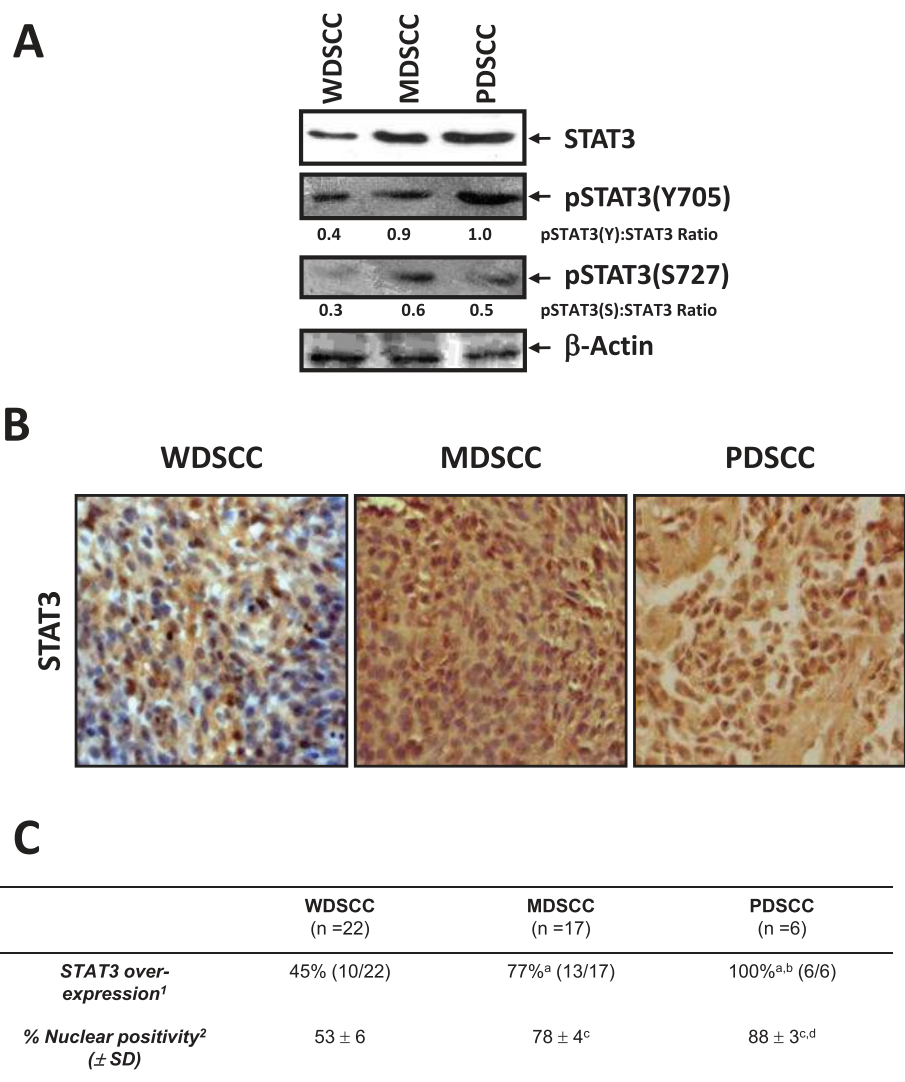 A
WDSCC MDSCC PDSCC
STAT3
pSTAT3(Y705)
0.4 0.9 1.0 pSTAT3(Y):STAT3 Ratio
pSTAT3(S727)
0.3 0.6 0.5 pSTAT3(S):STAT3 Ratio
β-Actin
B
WDSCC MDSCC PDSCC
STAT3
C
WDSCC MDSCC PDSCC
(n =22) (n =17) (n =6)
STAT3 over- 45% (10/22) 77%ᵃ (13/17) 100%ᵃ,ᵇ (6/6)
expression¹
% Nuclear positivity² 53 ± 6 78 ± 4ᶜ 88 ± 3ᶜ,ᵈ
(± SD)